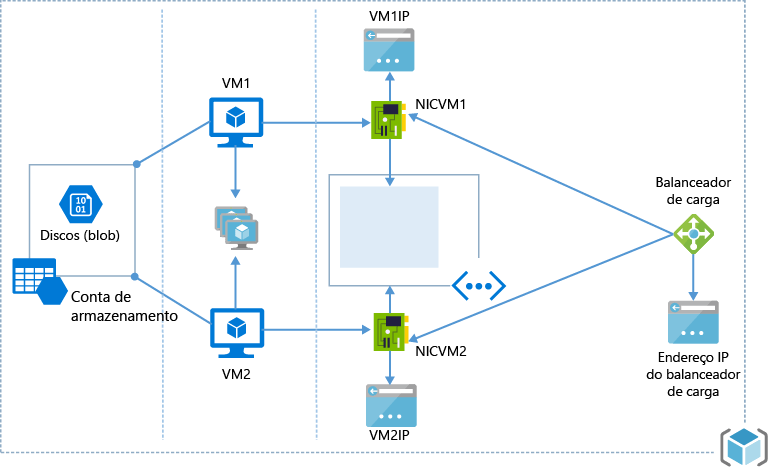 VM1IP
VM1
NICVM1
Balanceador
de carga
10
01
Discos (blob)
Conta de
armazenamento
VM2
NICVM2
VM2IP
Endereço IP
do balanceador
de carga